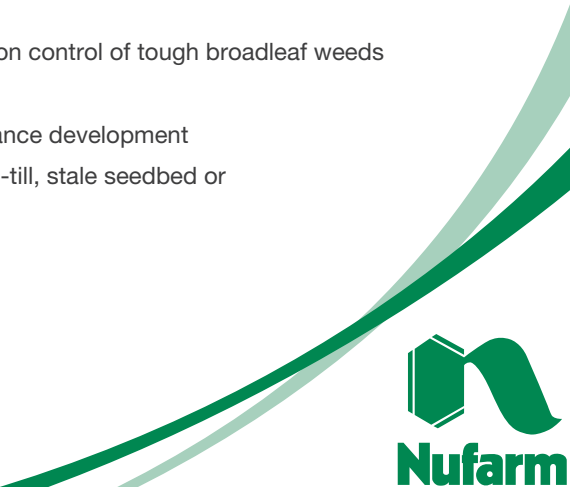 on control of tough broadleaf weeds
ance development
-till, stale seedbed or
Nufarm